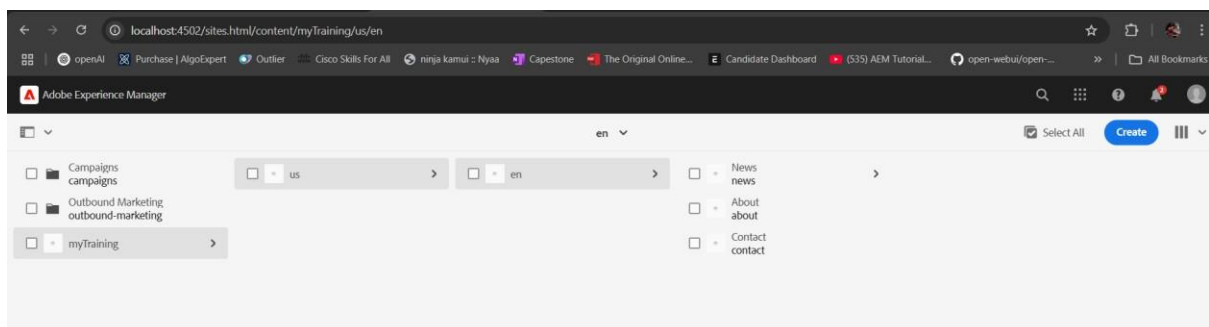 localhost:4502/sites.html/content/myTraining/us/en
openAI Purchase | AlgoExpert Outlier Cisco Skills For All ninja kamui :: Nyaa Capestone The Original Online... Candidate Dashboard (535) AEM Tutorial... open-webui/open-... » All Bookmarks
Adobe Experience Manager
en Select All Create
Campaigns
campaigns
Outbound Marketing
outbound-marketing
myTraining
us
en
News
news
About
about
Contact
contact